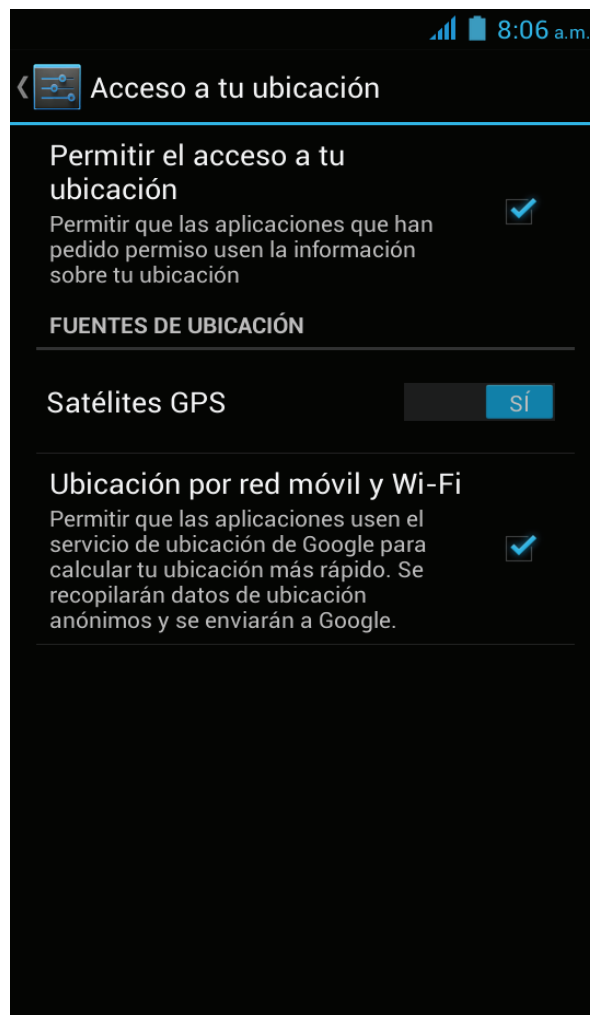 8:06 a.m.
Acceso a tu ubicación
Permitir el acceso a tu
ubicación
Permitir que las aplicaciones que han
pedido permiso usen la información
sobre tu ubicación
FUENTES DE UBICACIÓN
Satélites GPS
SÍ
Ubicación por red móvil y Wi-Fi
Permitir que las aplicaciones usen el
servicio de ubicación de Google para
calcular tu ubicación más rápido. Se
recopilarán datos de ubicación
anónimos y se enviarán a Google.